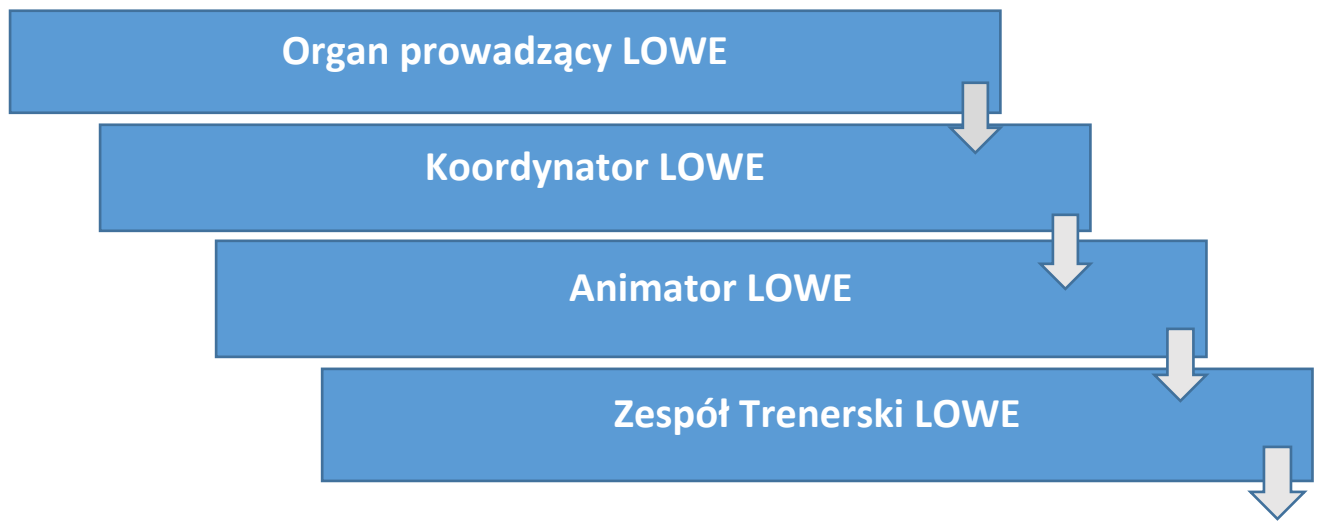 Organ prowadzący LOWE
Koordynator LOWE
Animator LOWE
Zespół Trenerski LOWE